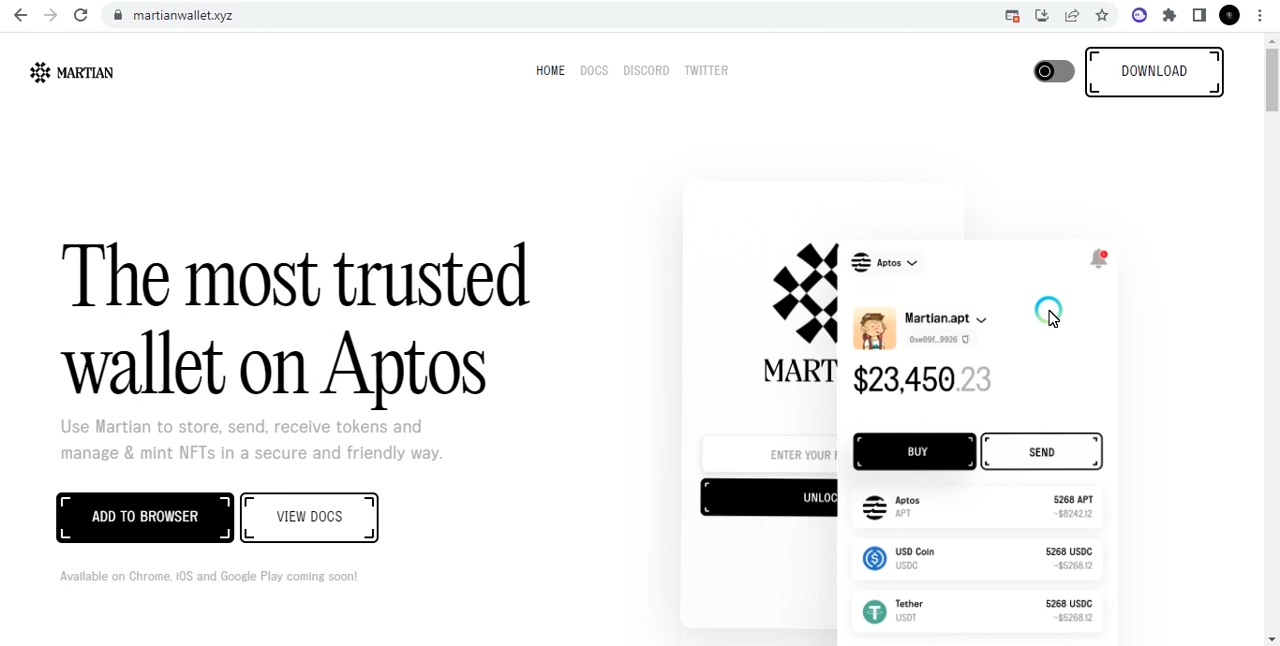 martianwallet.xyz
MARTIAN
HOME DOCS DISCORD TWITTER
DOWNLOAD
The most trusted
wallet on Aptos
Use Martian to store, send, receive tokens and
manage & mint NFTs in a secure and friendly way.
ADD TO BROWSER
VIEW DOCS
Available on Chrome, iOS and Google Play coming soon!
MART
ENTER YOUR
UNLOC
Aptos
Martian.apt
0xe09f...9926
$23,450.23
BUY
SEND
Aptos 5268 APT
APT ~$8242.12
USD Coin 5268 USDC
USDC ~$5268.12
Tether 5268 USDC
USDT ~$5268.12